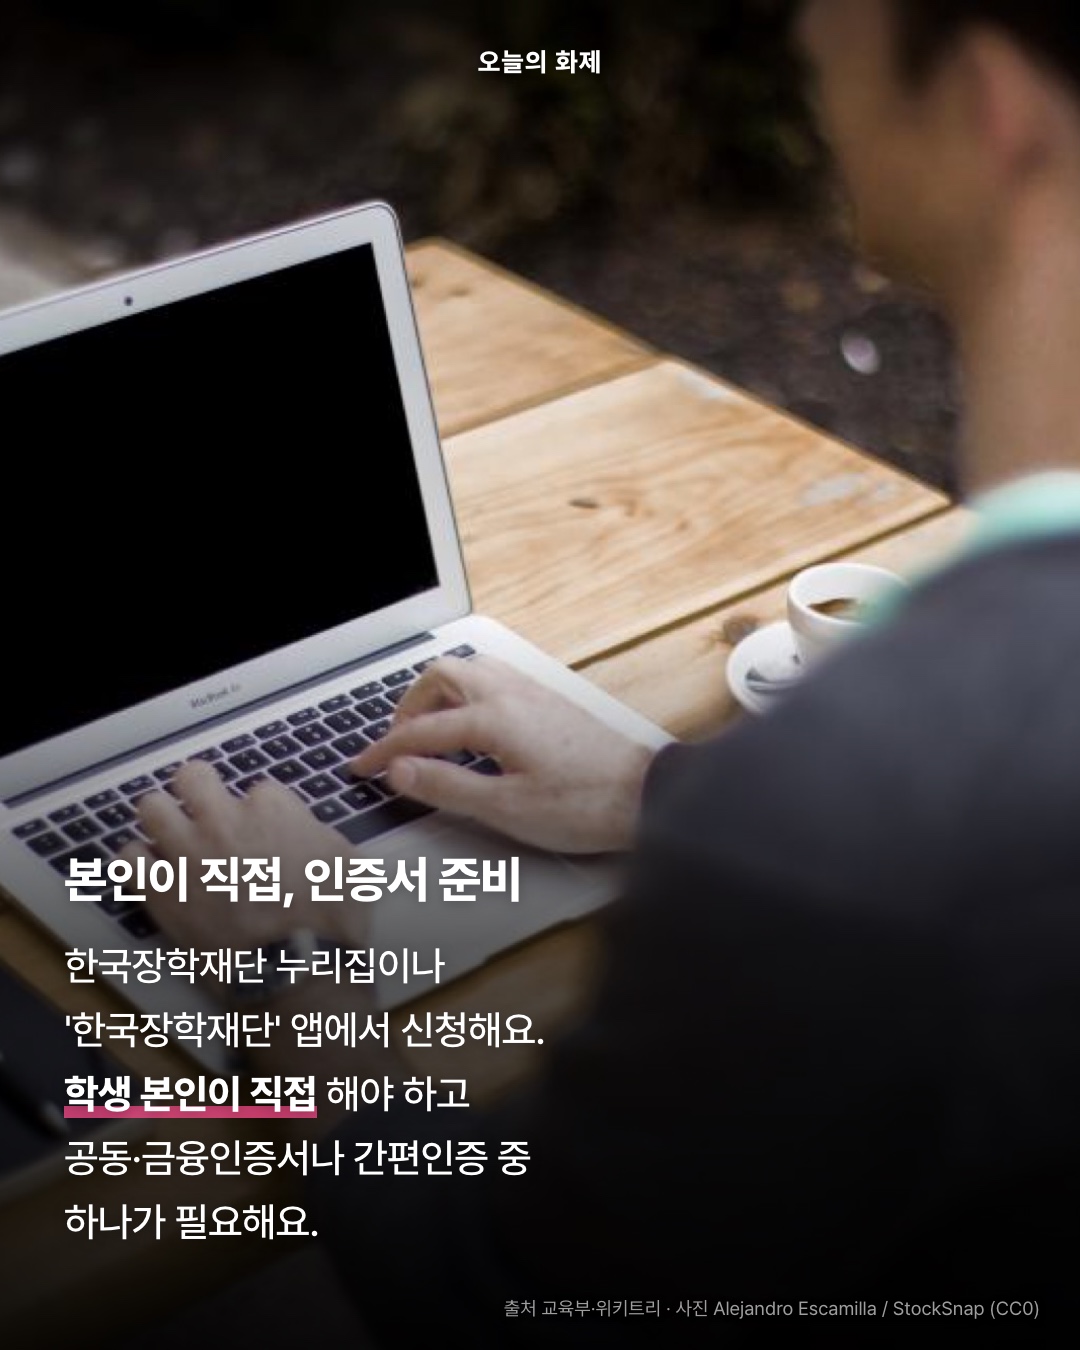 오늘의 화제
본인이 직접, 인증서 준비
한국장학재단 누리집이나
'한국장학재단' 앱에서 신청해요.
학생 본인이 직접 해야 하고
공동·금융인증서나 간편인증 중
하나가 필요해요.
출처 교육부·위키트리 · 사진 Alejandro Escamilla / StockSnap (CC0)